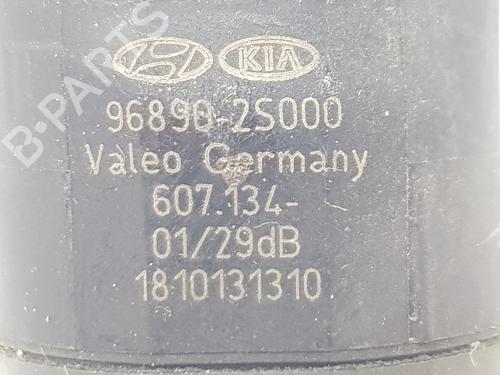 KIA
96890-2S000
Valeo Germany
607.134-
01/29dB
1810131310
B-PARTS